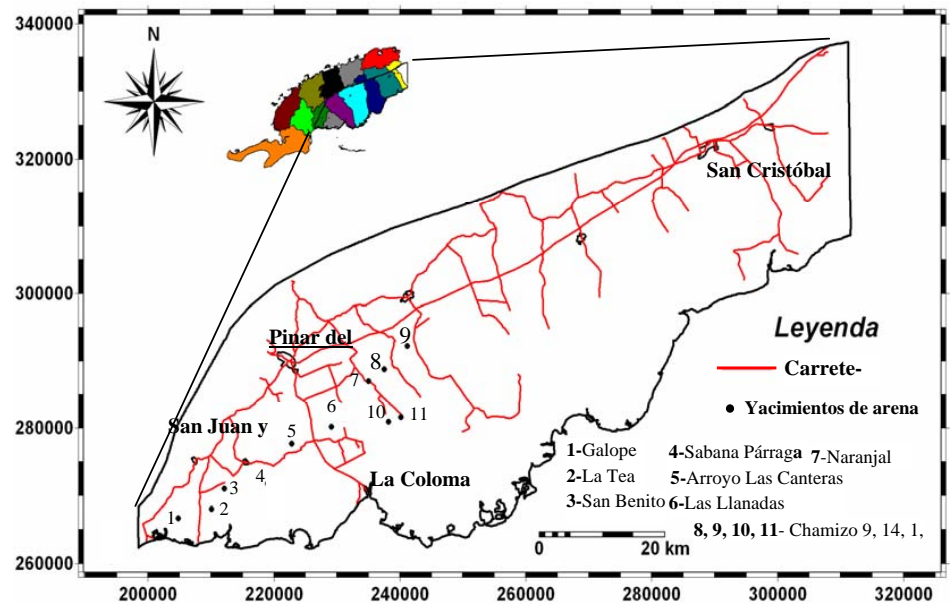 340000
N
320000
San Cristóbal
300000
Leyenda
Pinar del
9
8
Carrete-
7
6
Yacimientos de arena
10
11
280000
San Juan y
5
1-Galope
4-Sabana Párraga
7-Naranjal
4
2-La Tea
5-Arroyo Las Canteras
La Coloma
3
3-San Benito
6-Las Llanadas
2
1
8, 9, 10, 11- Chamizo 9, 14, 1,
0
20 km
260000
200000
220000
240000
260000
280000
300000
320000